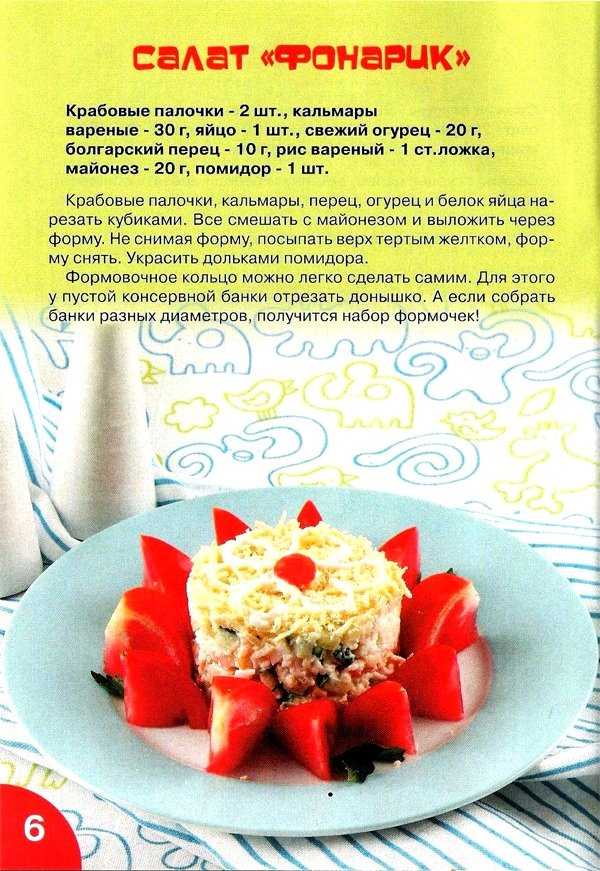 САЛАТ «ФОНАРИК»
Крабовые палочки - 2 шт., кальмары
вареные - 30 г, яйцо - 1 шт., свежий огурец - 20 г,
болгарский перец - 10 г, рис вареный - 1 ст.ложка,
майонез - 20 г, помидор - 1 шт.
Крабовые палочки, кальмары, перец, огурец и белок яйца на-
резать кубиками. Все смешать с майонезом и выложить через
форму. Не снимая форму, посыпать верх тертым желтком, фор-
му снять. Украсить дольками помидора.
Формовочное кольцо можно легко сделать самим. Для этого
у пустой консервной банки отрезать донышко. А если собрать
банки разных диаметров, получится набор формочек!
6